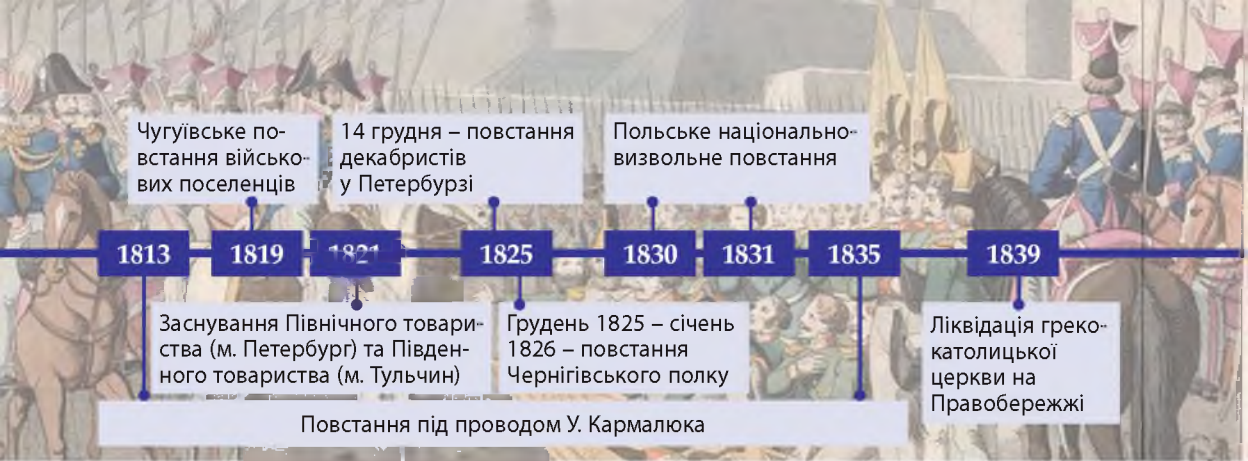 Чугуївське по-
встання військо-
вих поселенців
14 грудня – повстання
декабристів
у Петербурзі
Польське національно-
визвольне повстання
1813
1819
1821
1825
1830
1831
1835
1839
Заснування Північного товари-
ства (м. Петербург) та Півден-
ного товариства (м. Тульчин)
Грудень 1825 – січень
1826 – повстання
Чернігівського полку
Ліквідація греко-
католицької
церкви на
Правобережжі
Повстання під проводом У. Кармалюка